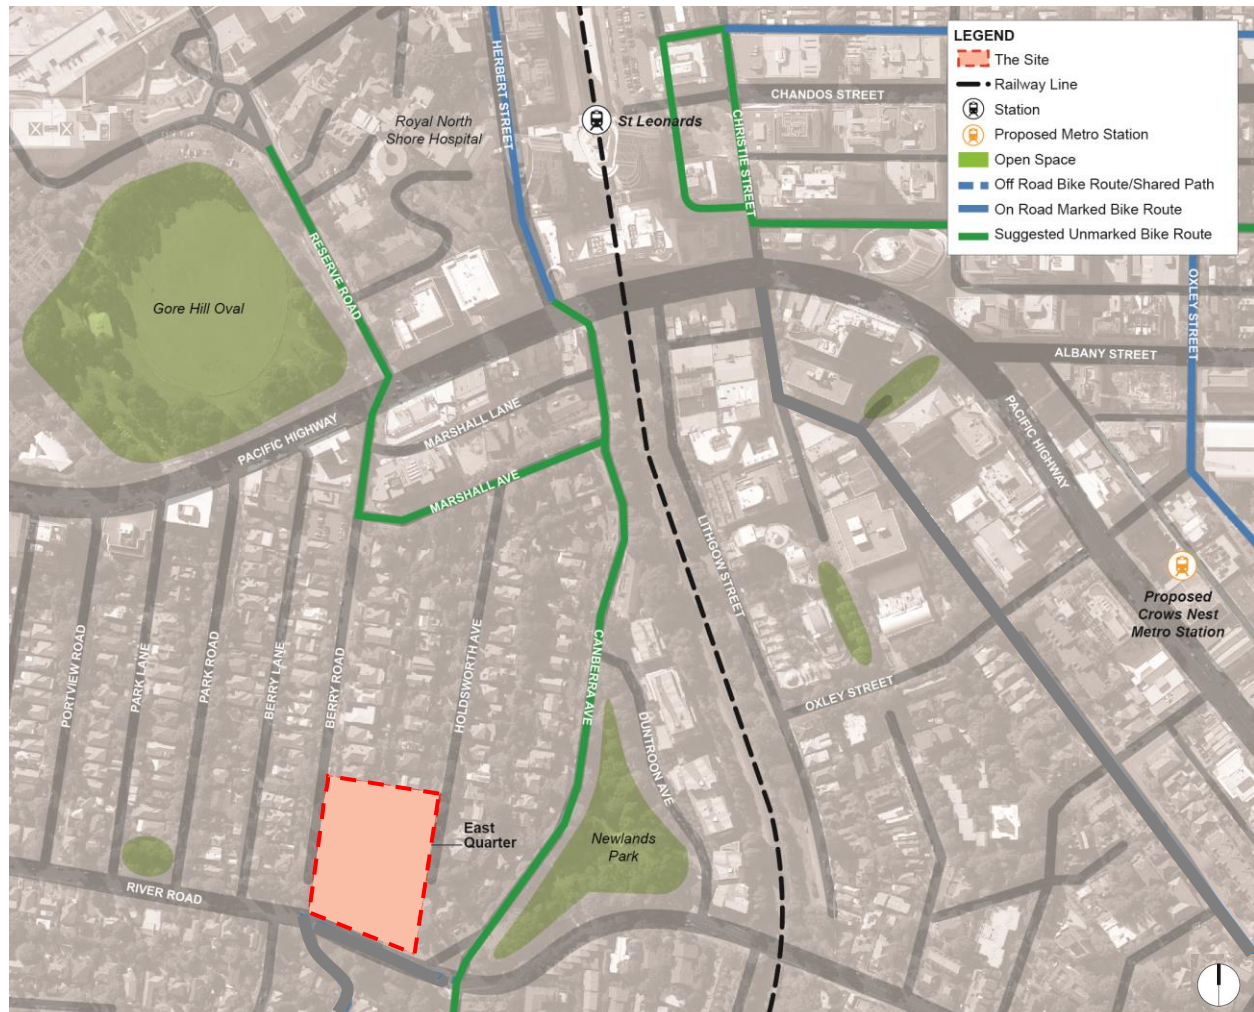 LEGEND
The Site
Railway Line
Station
Proposed Metro Station
Open Space
Off Road Bike Route/Shared Path
On Road Marked Bike Route
Suggested Unmarked Bike Route
HERBERT STREET
Royal North
Shore Hospital
St Leonards
CHANDOS STREET
CHRISTIE STREET
RESERVE ROAD
Gore Hill Oval
OXLEY STREET
ALBANY STREET
PACIFIC HIGHWAY
MARSHALL LANE
PACIFIC HIGHWAY
MARSHALL AVE
LITHGOW STREET
Proposed
Crows Nest
Metro Station
PORTVIEW ROAD
PARK LANE
PARK ROAD
BERRY LANE
BERRY ROAD
HOLDSWORTH AVE
CANBERRA AVE
DUNTROON AVE
OXLEY STREET
East
Quarter
Newlands
Park
RIVER ROAD